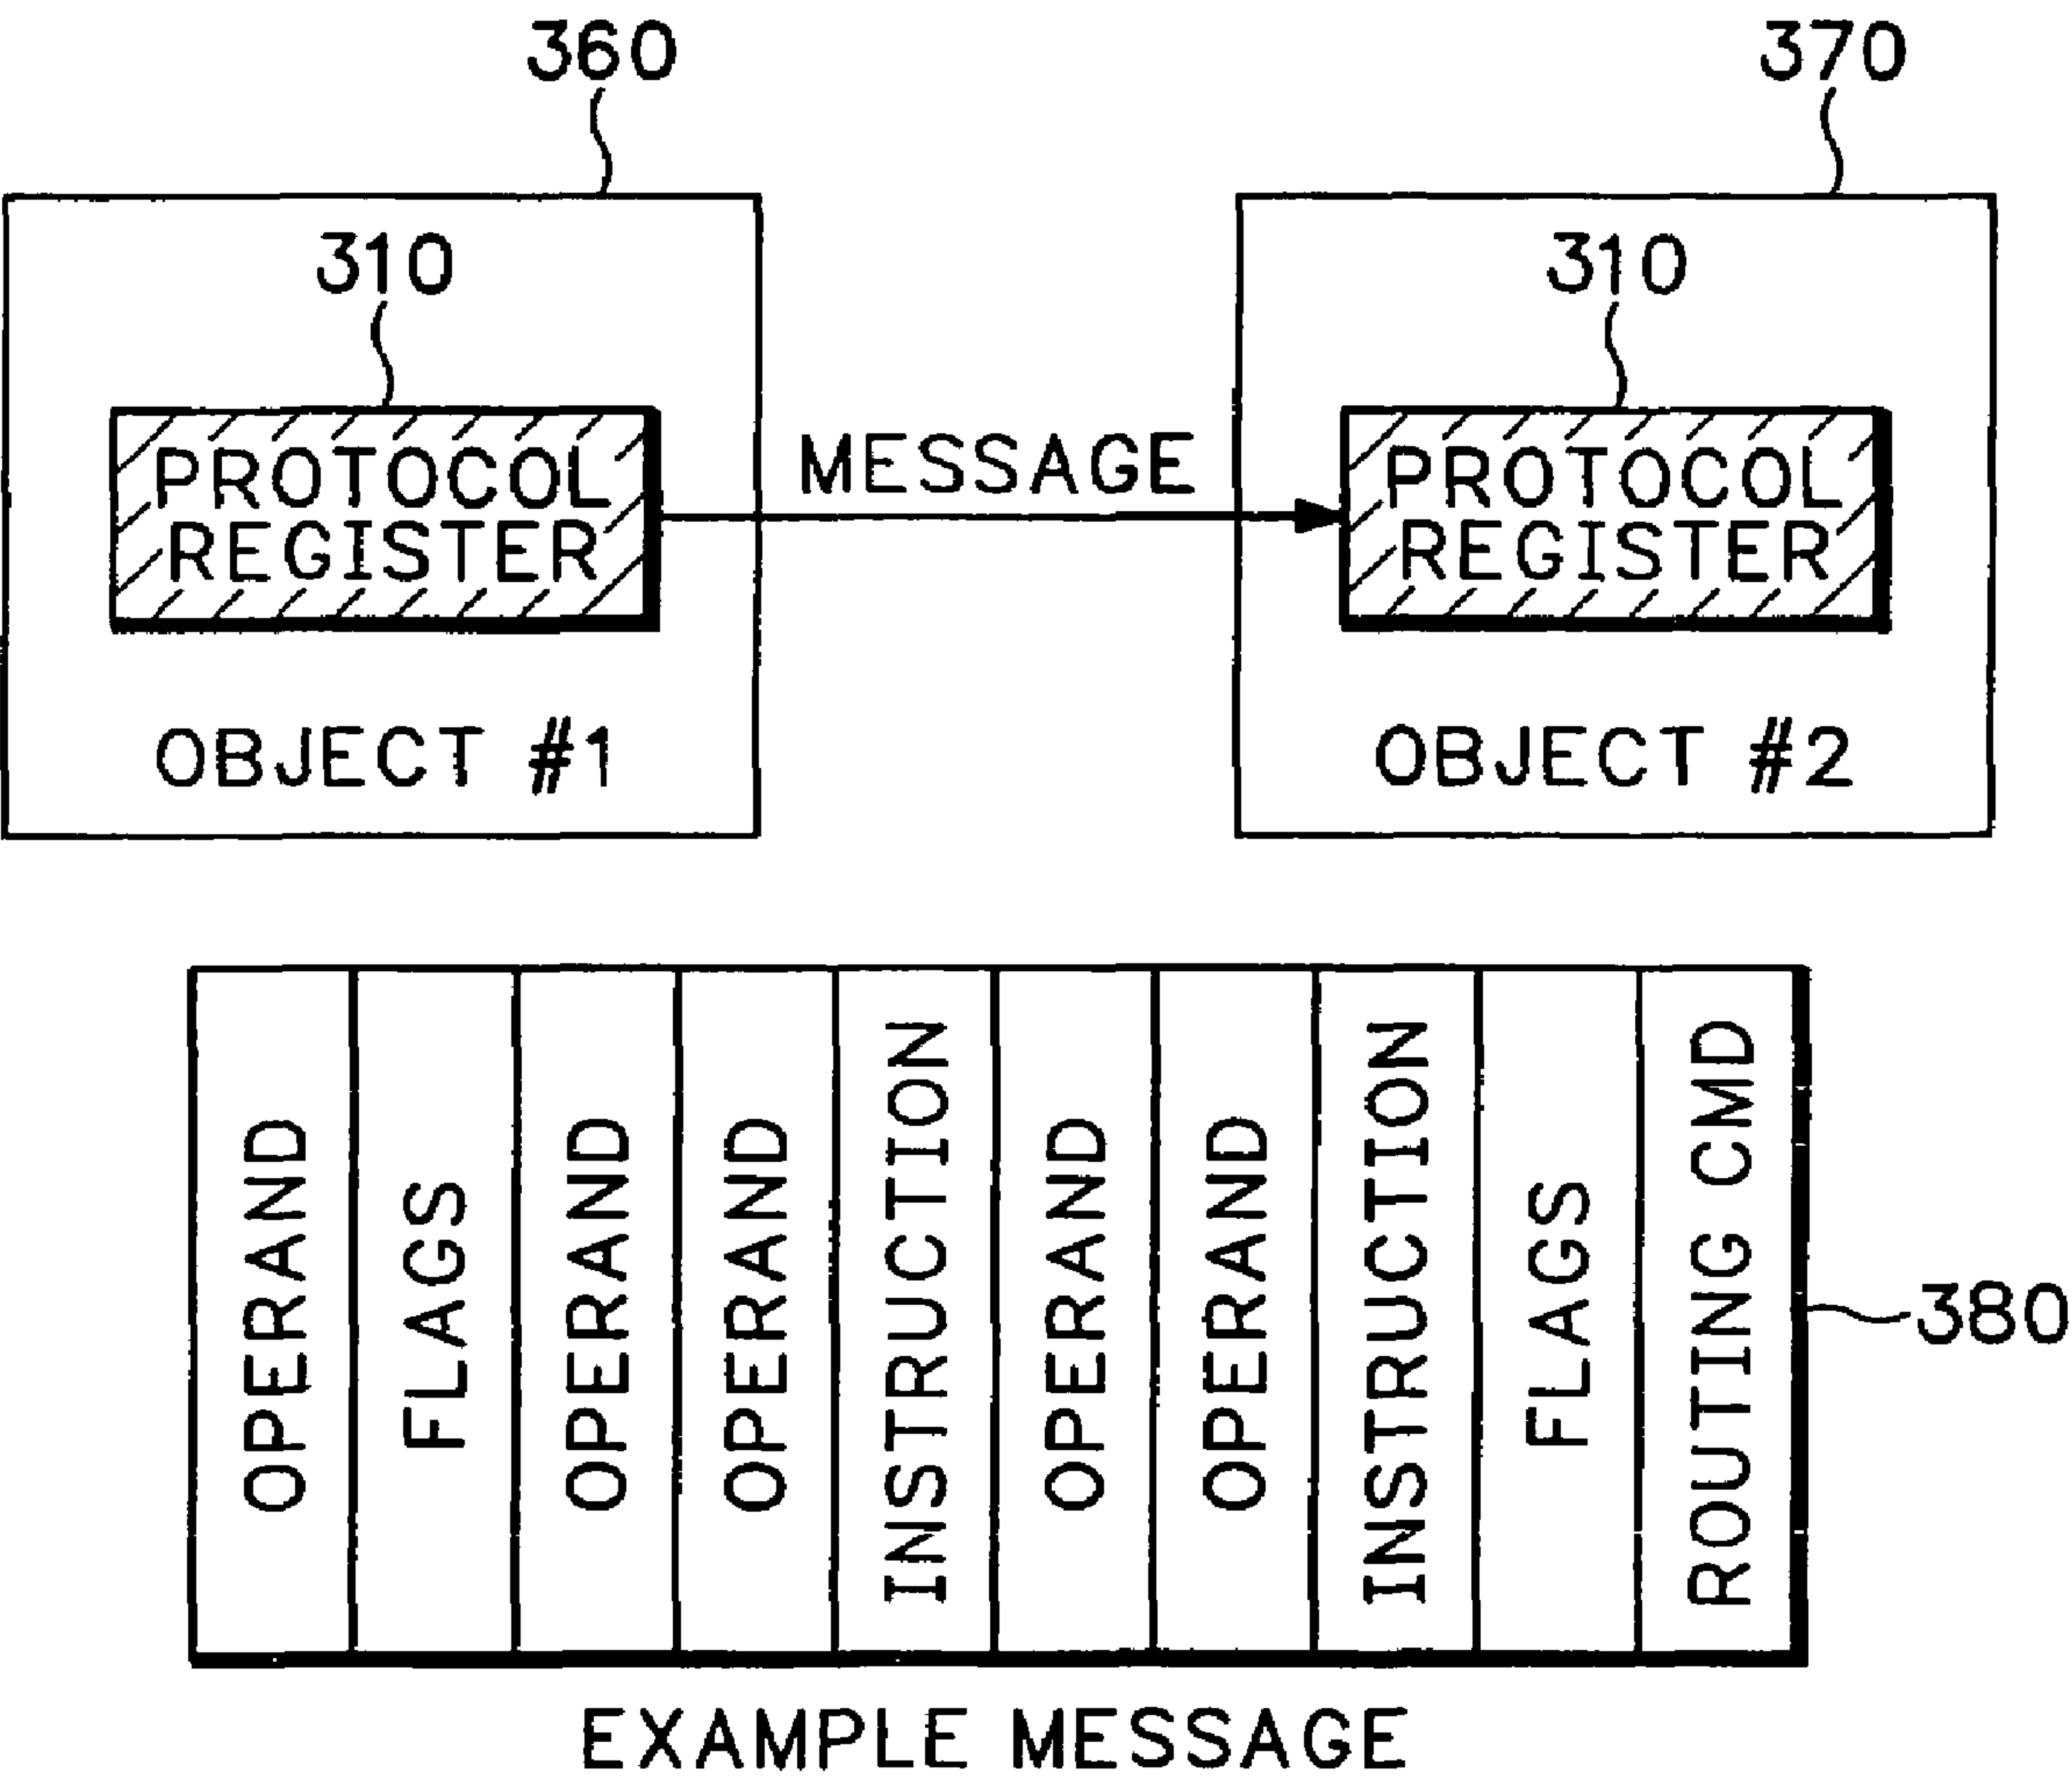 360
370
310
310
PROTOCOL
REGISTER
MESSAGE
PROTOCOL
REGISTER
OBJECT #1
OBJECT #2
OPERAND
FLAGS
OPERAND
OPERAND
INSTRUCTION
OPERAND
OPERAND
INSTRUCTION
FLAGS
ROUTING CMD
380
EXAMPLE MESSAGE